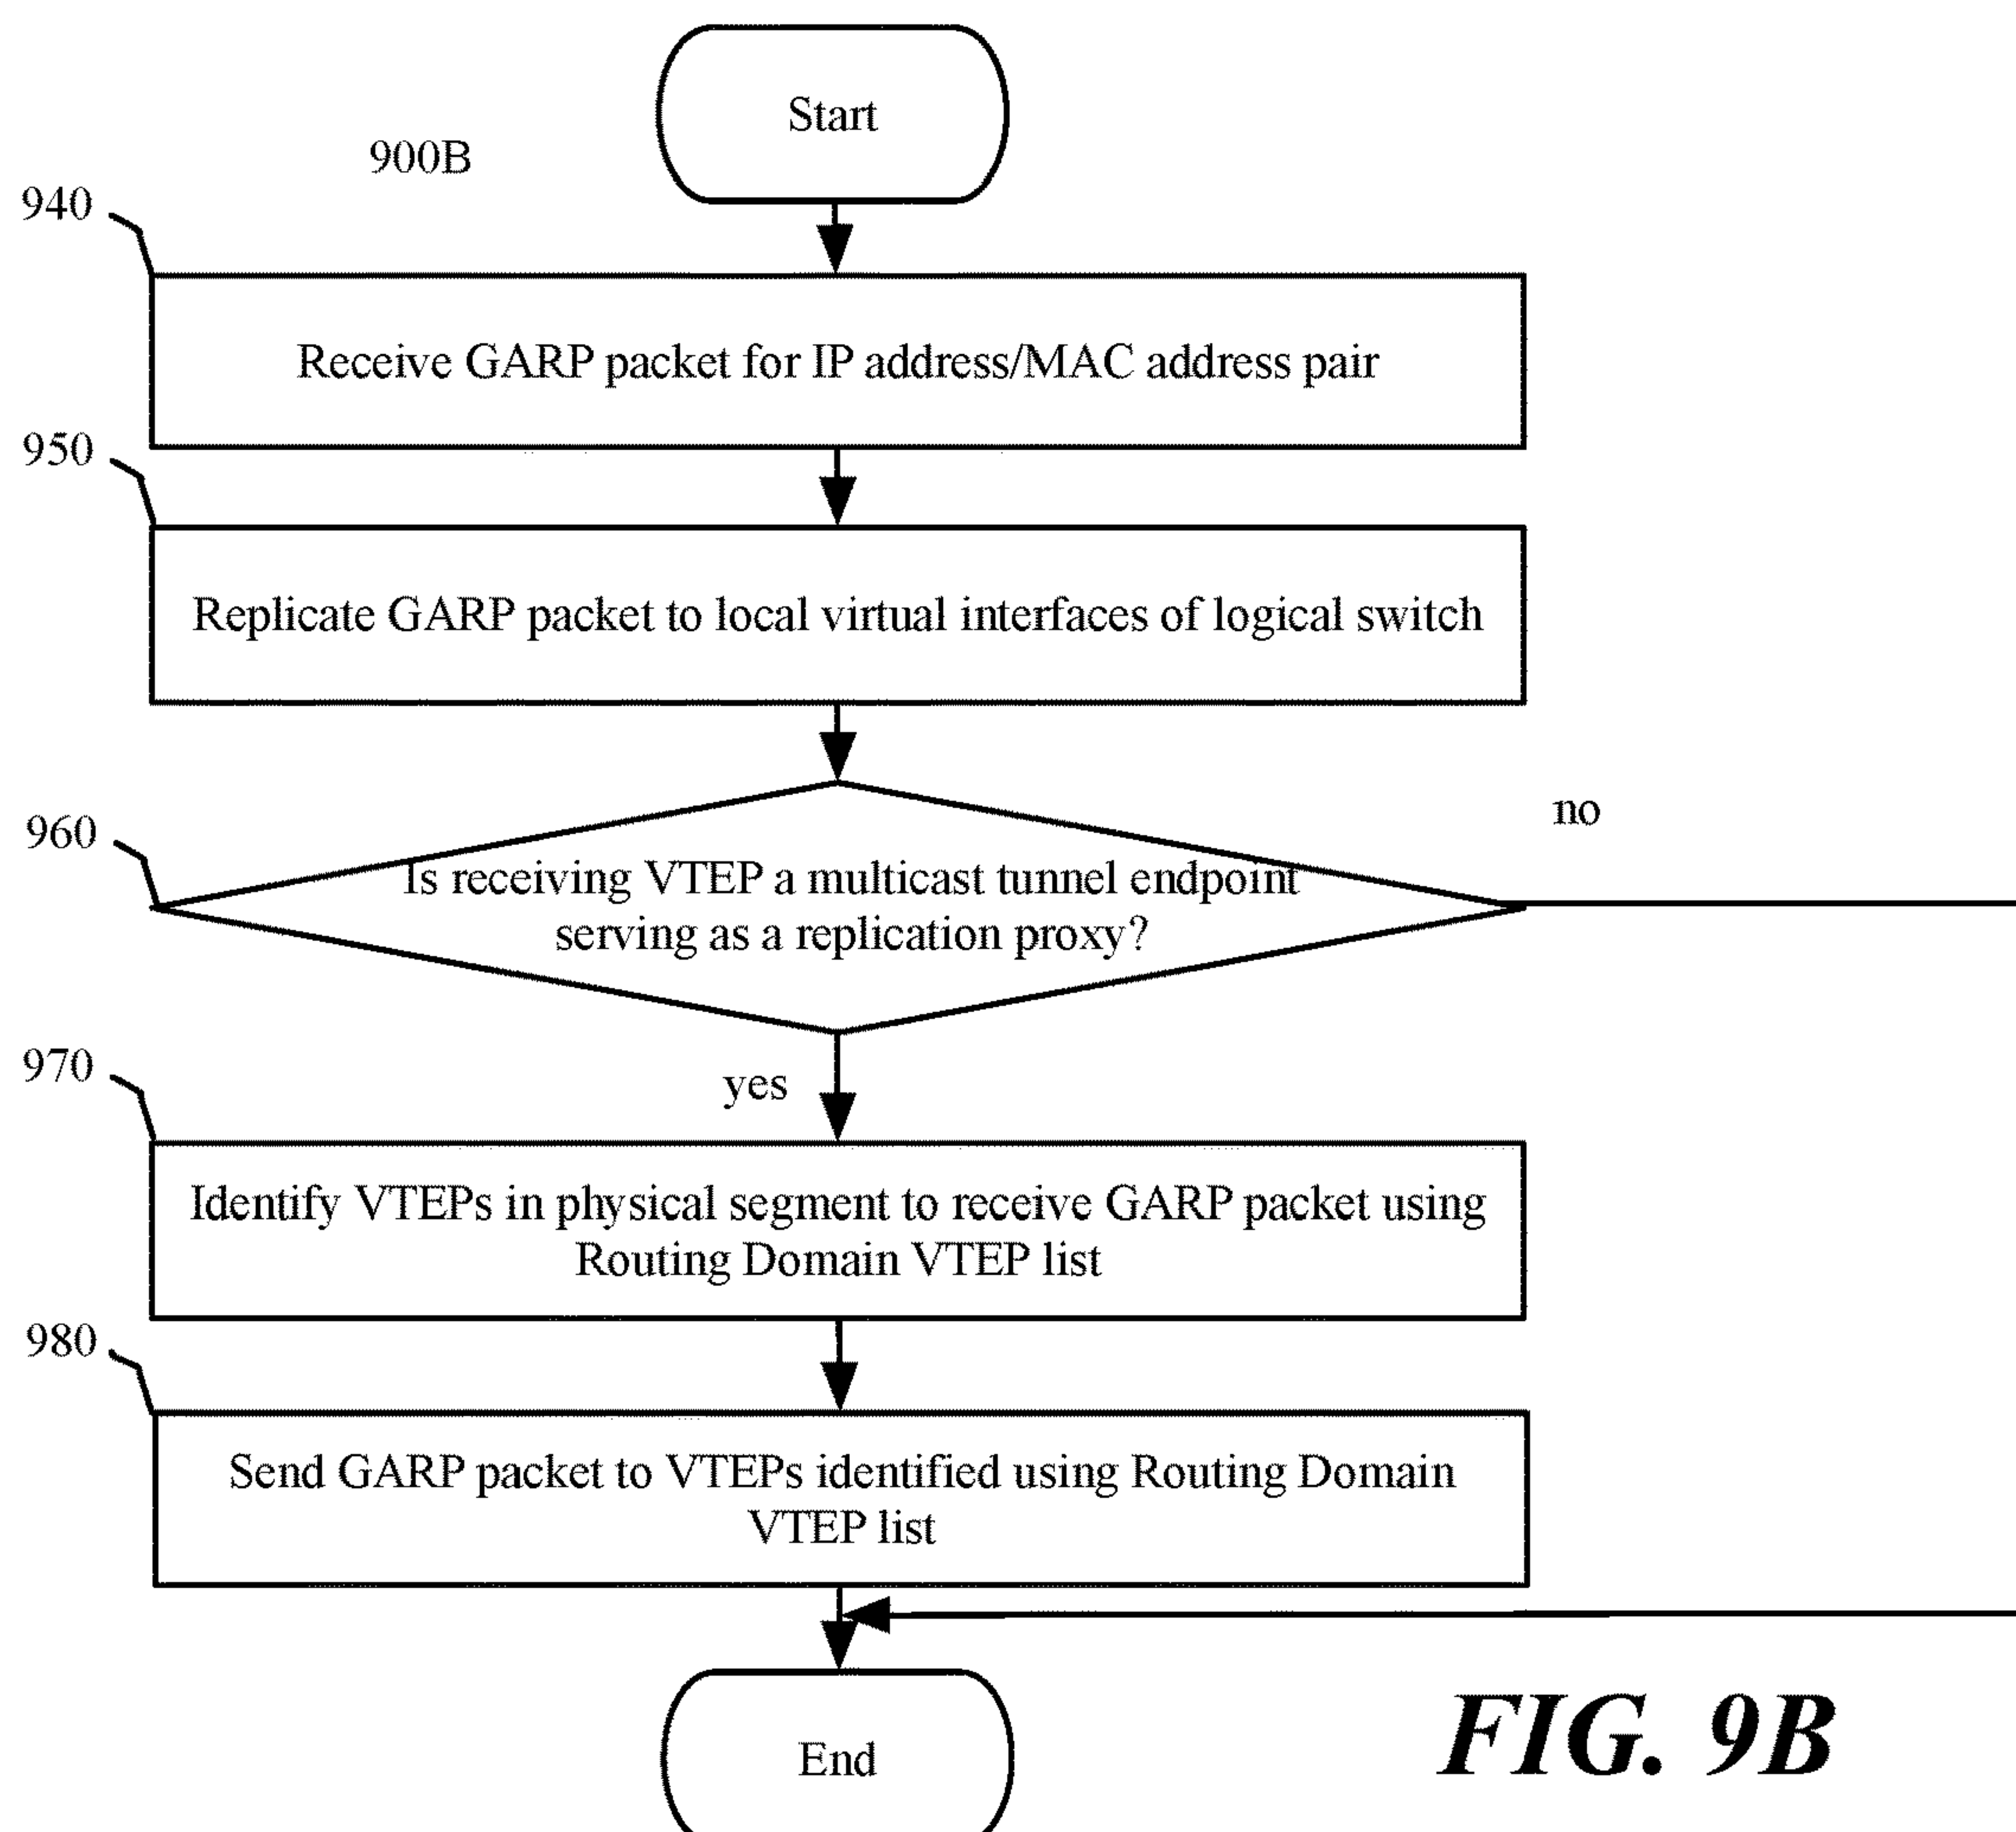 Start
900B
940
Receive GARP packet for IP address/MAC address pair
950
Replicate GARP packet to local virtual interfaces of logical switch
no
960
Is receiving VTEP a multicast tunnel endpoint
serving as a replication proxy?
970
yes
Identify VTEPs in physical segment to receive GARP packet using
Routing Domain VTEP list
980
Send GARP packet to VTEPs identified using Routing Domain
VTEP list
End
FIG. 9B